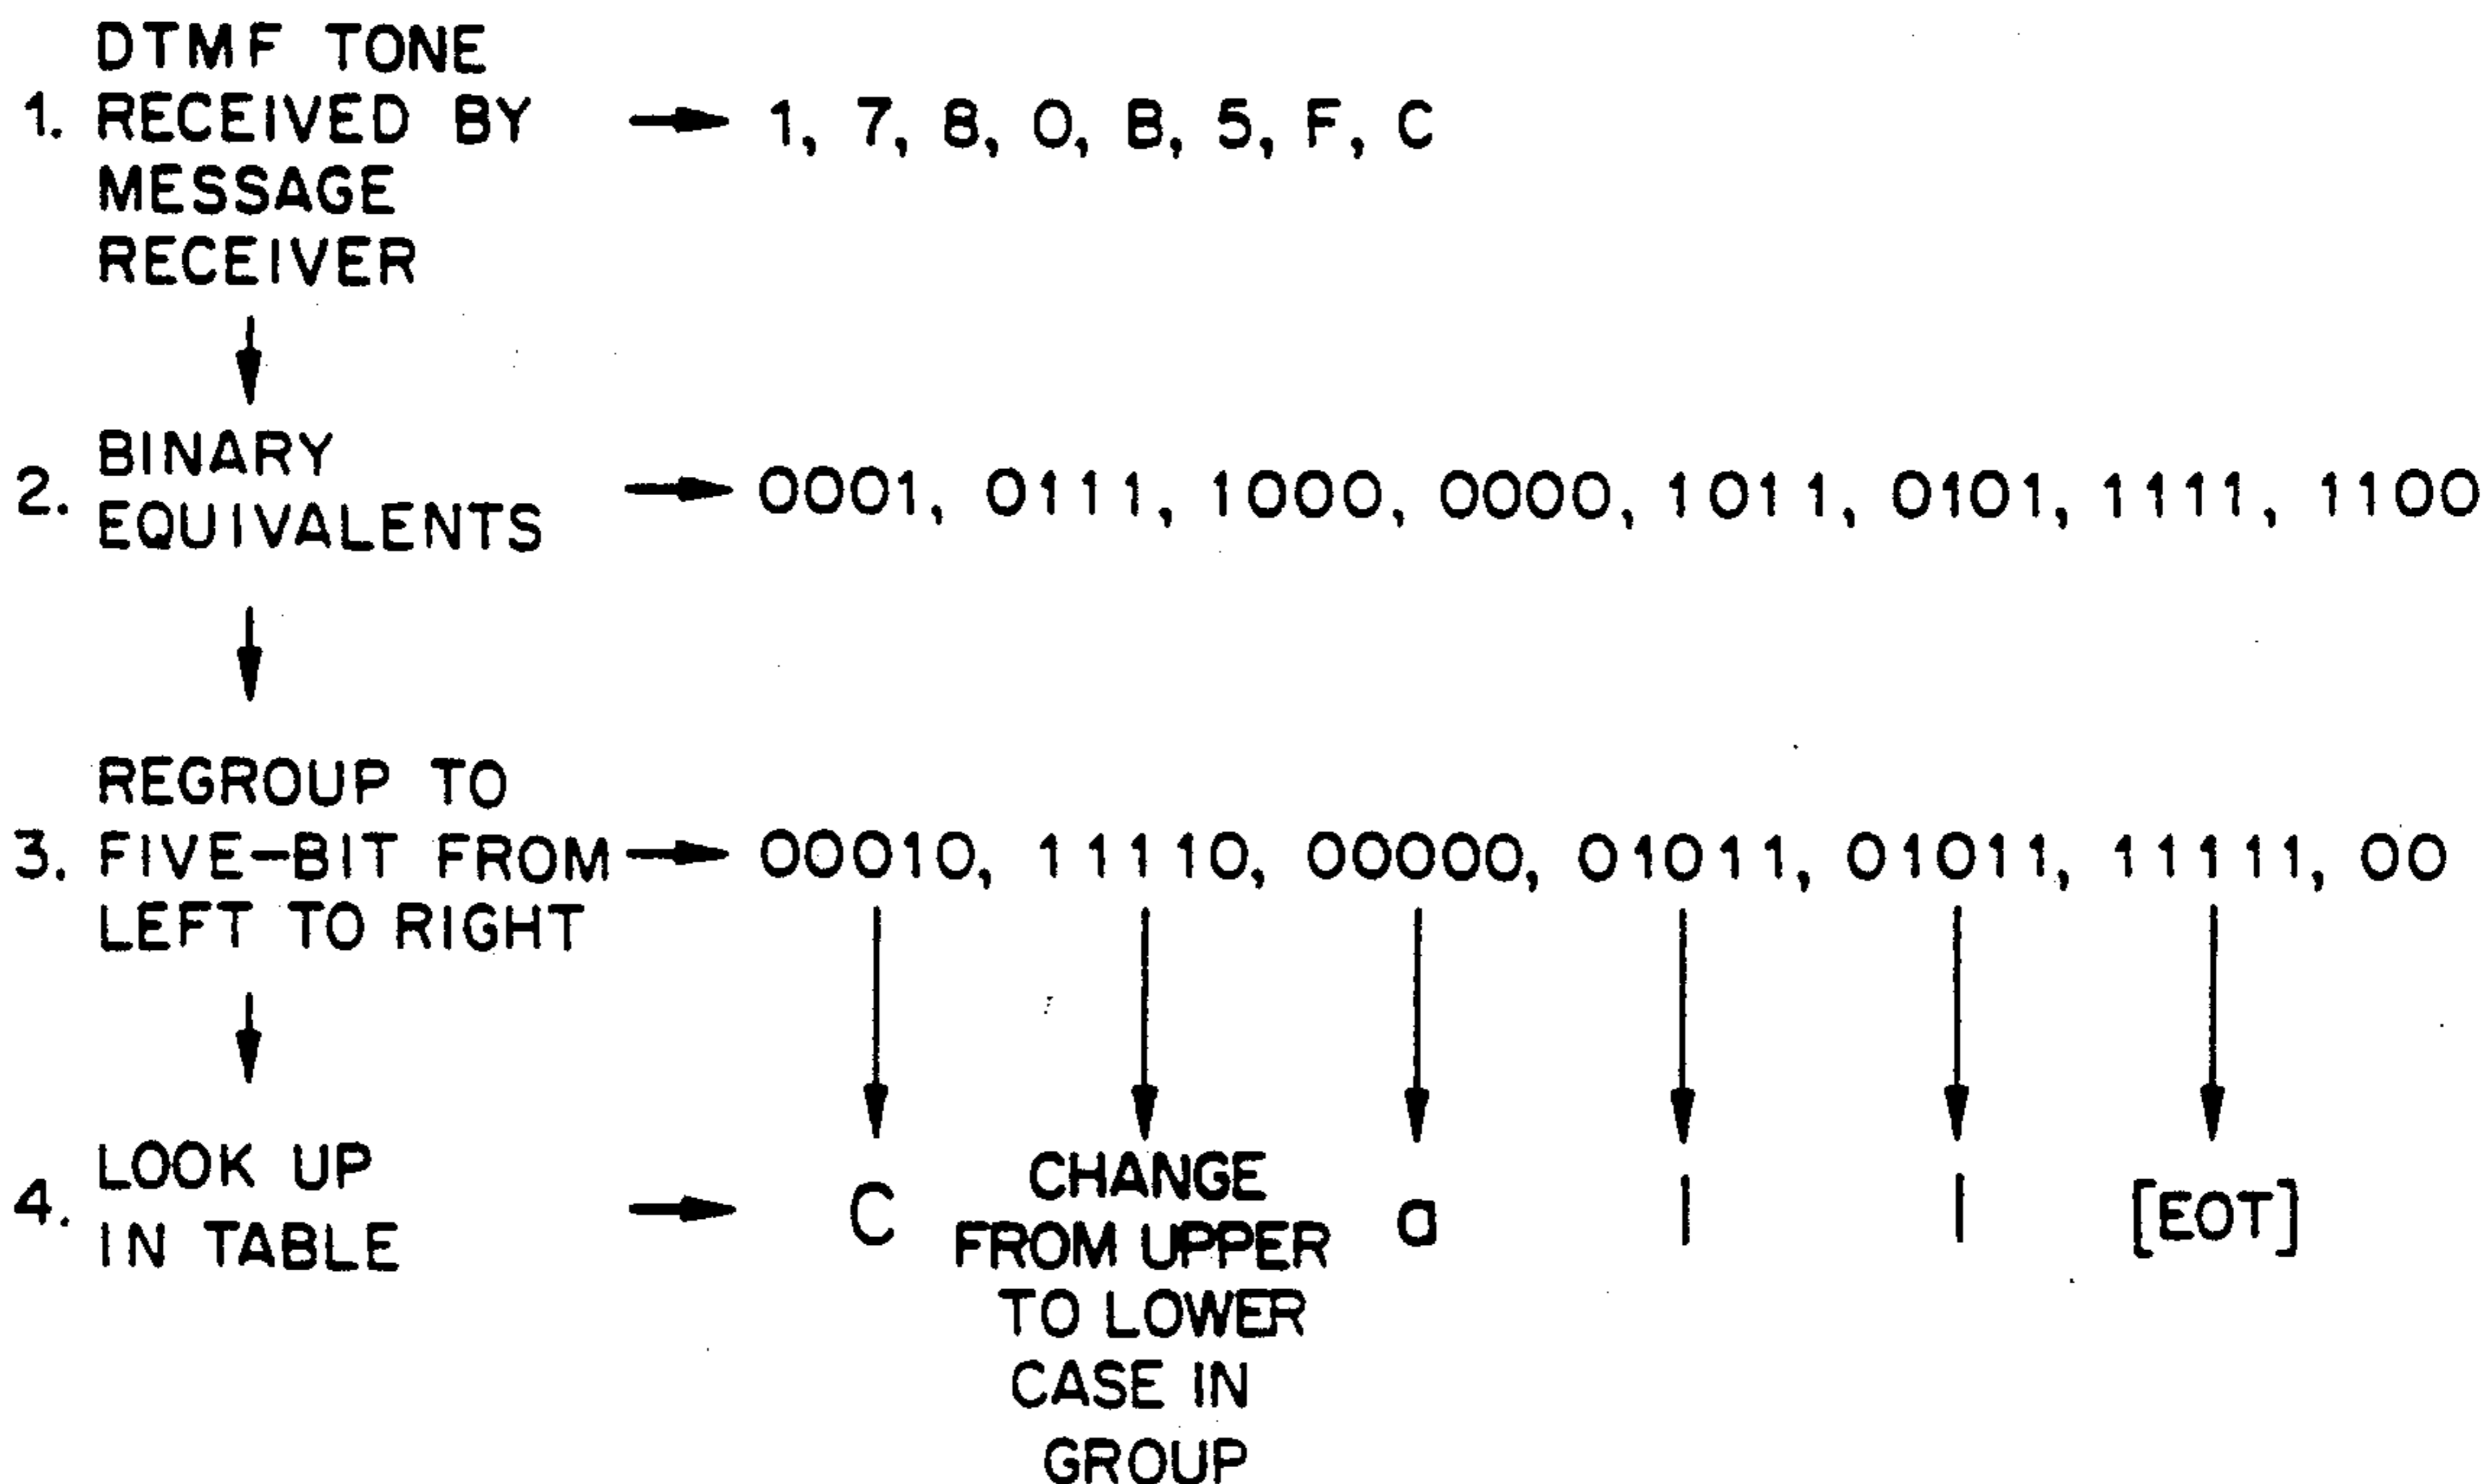 DTMF TONE
1. RECEIVED BY
MESSAGE
RECEIVER
1, 7, 8, 0, B, 5, F, C
2. BINARY
EQUIVALENTS
0001, 0111, 1000, 0000, 1011, 0101, 1111, 1100
REGROUP TO
3. FIVE-BIT FROM
LEFT TO RIGHT
00010, 11110, 00000, 01011, 01011, 11111, 00
4. LOOK UP
IN TABLE
C
CHANGE
FROM UPPER
TO LOWER
CASE IN
GROUP
a
l
l
[EOT]